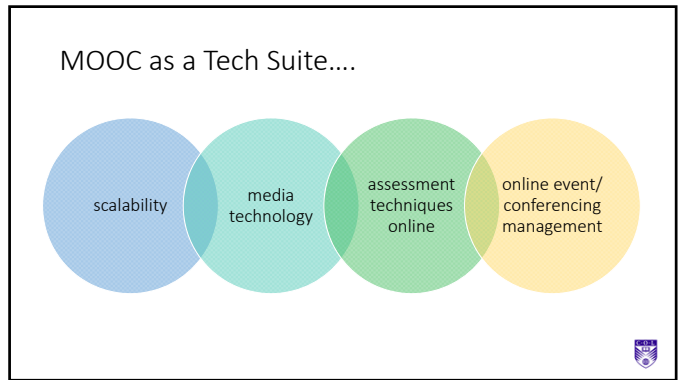 MOOC as a Tech Suite....
scalability
media
technology
assessment
techniques
online
online event/
conferencing
management
C·O·L